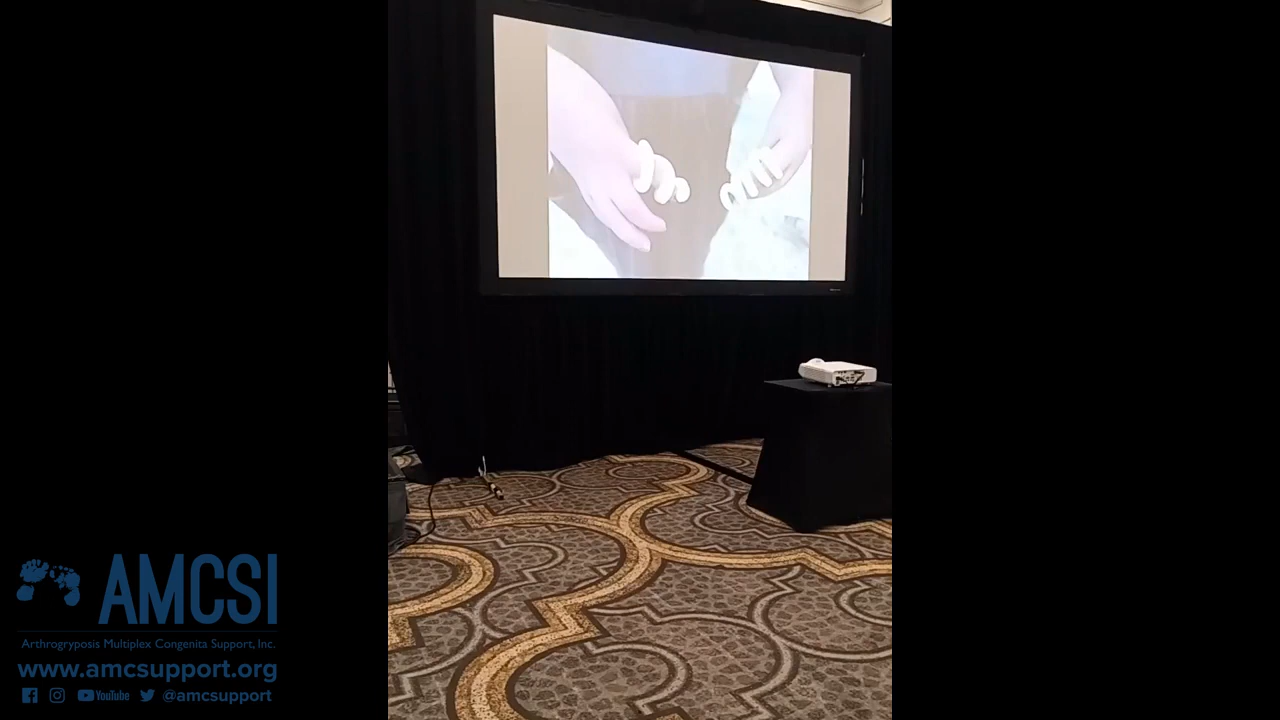 AMCSI
Arthrogryposis Multiplex Congenita Support, Inc.
www.amcsupport.org
YouTube @amcsupport